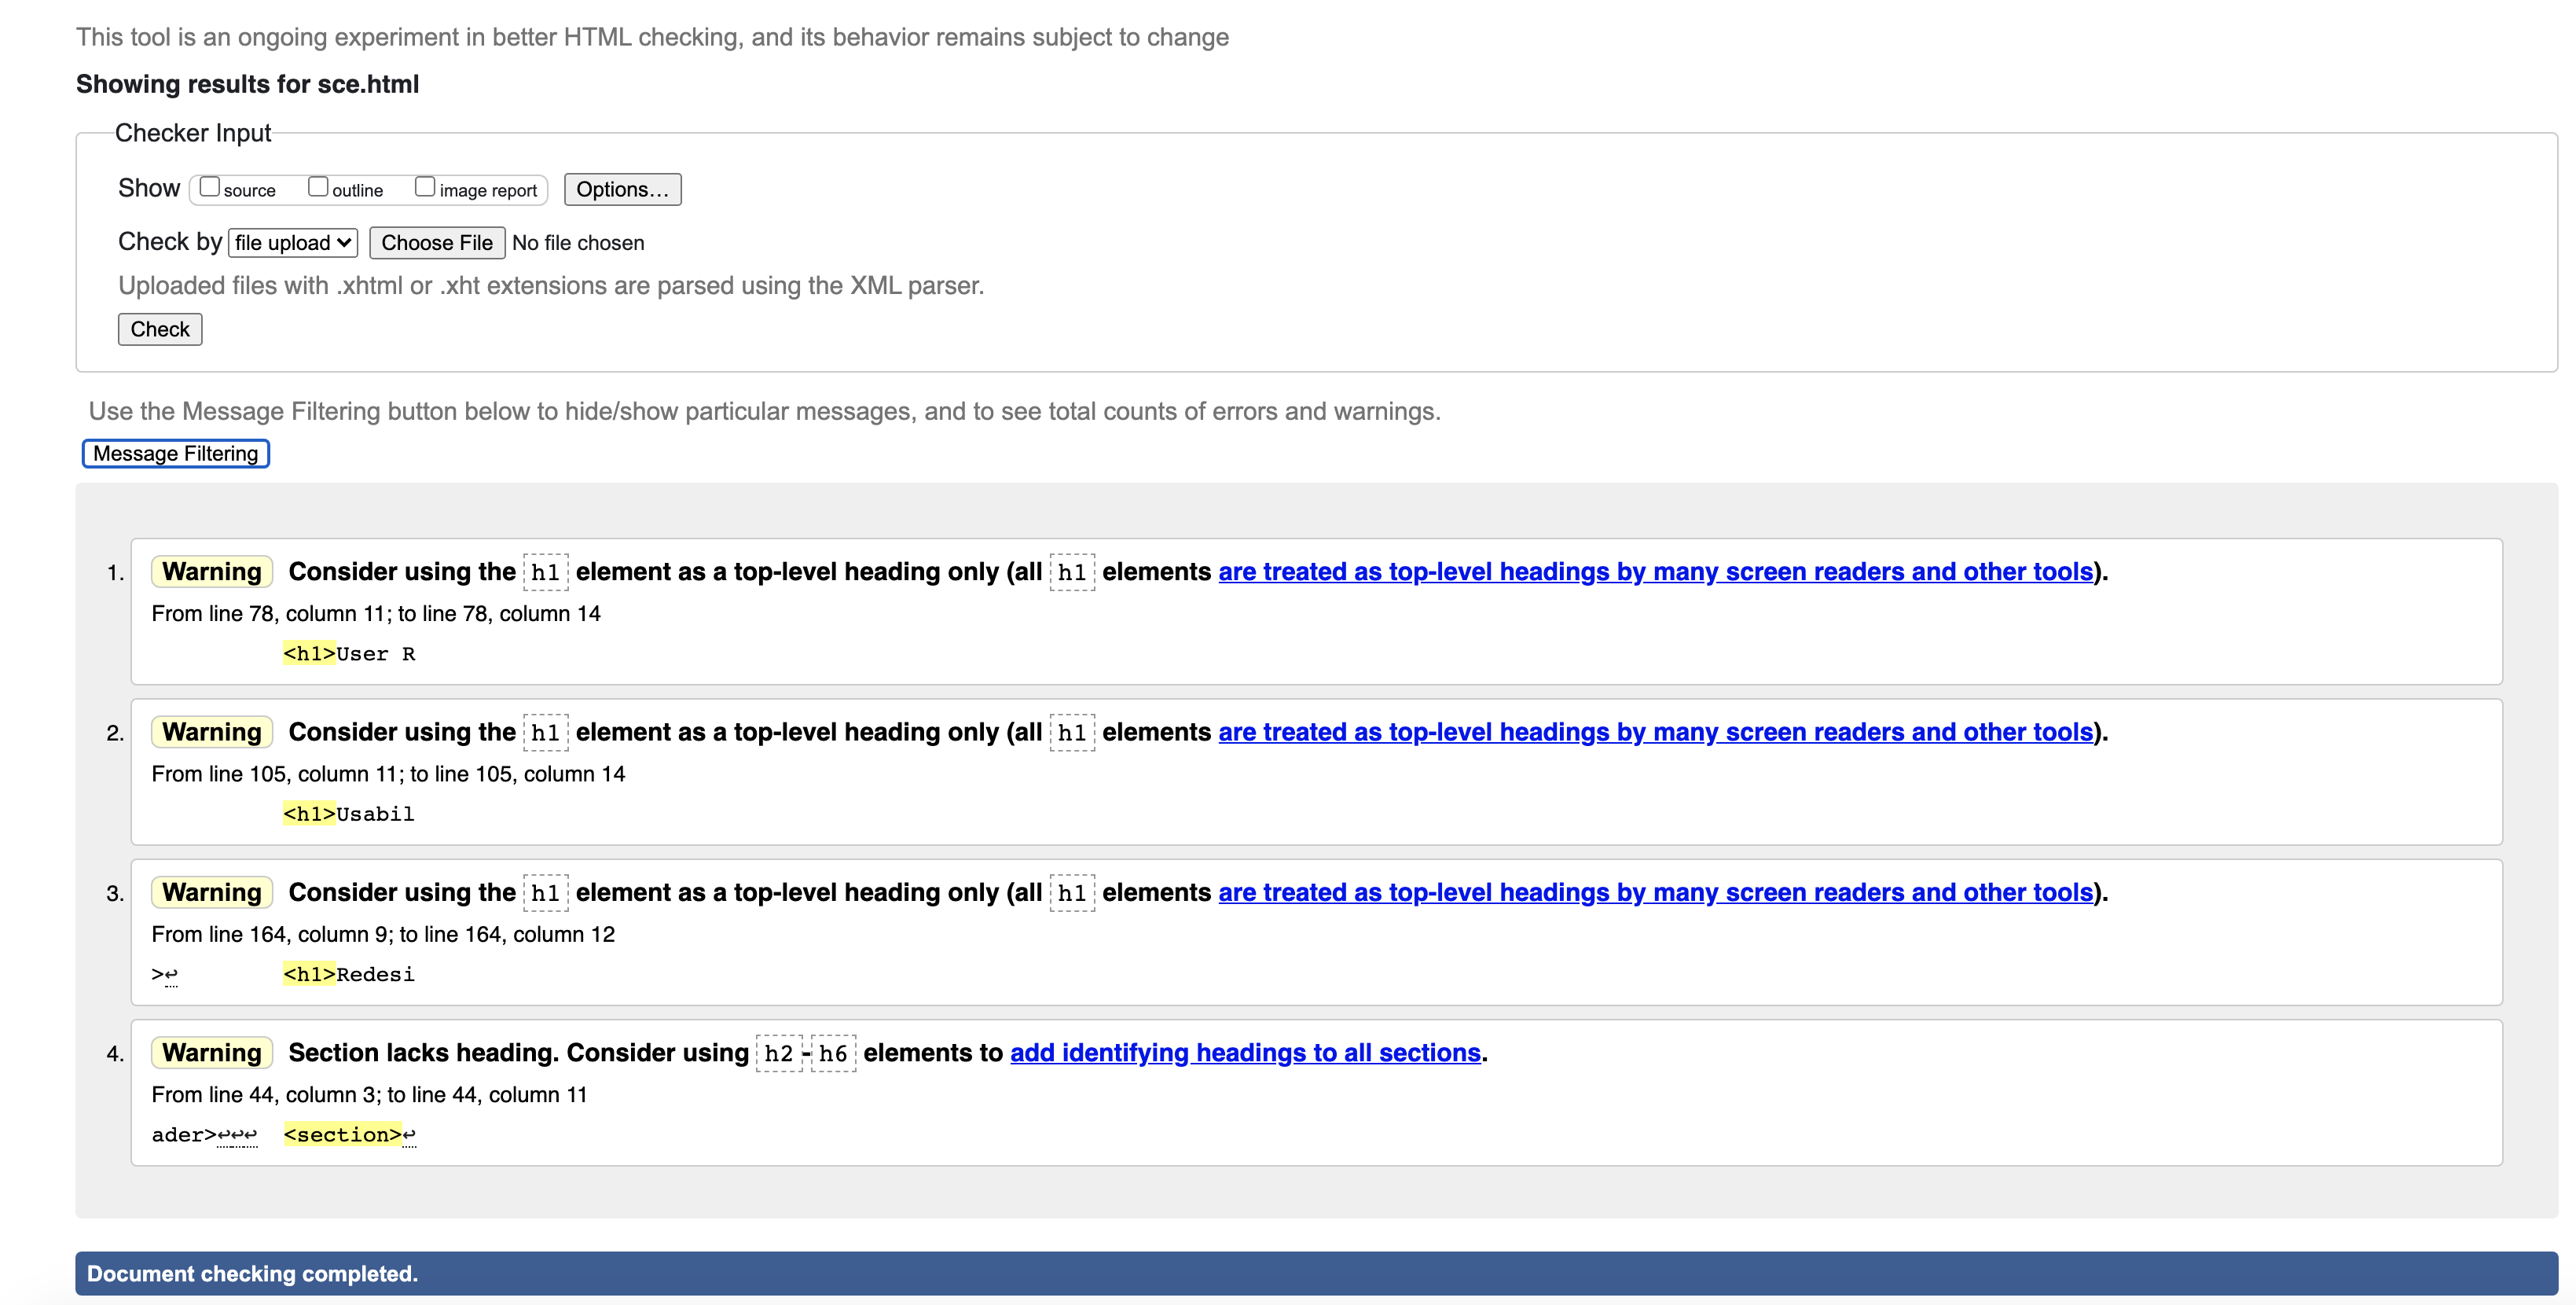 This tool is an ongoing experiment in better HTML checking, and its behavior remains subject to change
Showing results for sce.html
Checker Input
Show source outline image report Options...
Check by file upload Choose File No file chosen
Uploaded files with .xhtml or .xht extensions are parsed using the XML parser.
Check
Use the Message Filtering button below to hide/show particular messages, and to see total counts of errors and warnings.
Message Filtering
1. Warning Consider using the h1 element as a top-level heading only (all h1 elements are treated as top-level headings by many screen readers and other tools).
From line 78, column 11; to line 78, column 14
<h1>User R
2. Warning Consider using the h1 element as a top-level heading only (all h1 elements are treated as top-level headings by many screen readers and other tools).
From line 105, column 11; to line 105, column 14
<h1>Usabil
3. Warning Consider using the h1 element as a top-level heading only (all h1 elements are treated as top-level headings by many screen readers and other tools).
From line 164, column 9; to line 164, column 12
>↩ <h1>Redesi
4. Warning Section lacks heading. Consider using h2-h6 elements to add identifying headings to all sections.
From line 44, column 3; to line 44, column 11
ader>↩↩↩ <section>↩
Document checking completed.